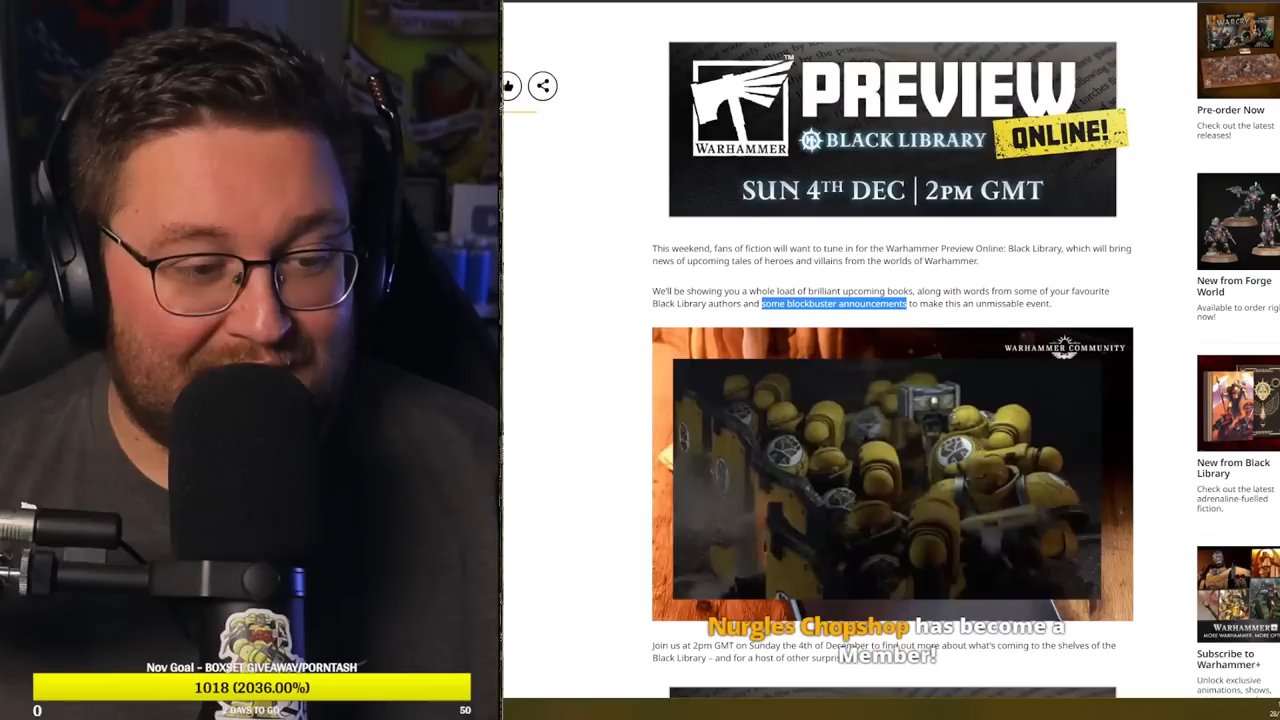 PREVIEW
WARHAMMER
BLACK LIBRARY
ONLINE!
SUN 4TH DEC | 2PM GMT
This weekend, fans of fiction will want to tune in for the Warhammer Preview Online: Black Library, which will bring
news of upcoming tales of heroes and villains from the worlds of Warhammer.
We'll be showing you a whole load of brilliant upcoming books, along with words from some of your favourite
Black Library authors and some blockbuster announcements to make this an unmissable event.
WARHAMMER COMMUNITY
Nurgles Chopshop has become a
Member!
Join us at 2pm GMT on Sunday the 4th of December to find out more about what's coming to the shelves of the
Black Library – and for a host of other
WARCRY
Pre-order Now
Check out the latest
releases!
New from Forge
World
Available to order right
now!
New from Black
Library
Check out the latest
adrenaline-fuelled
fiction.
WARHAMMER+
Subscribe to
Warhammer+
Unlock exclusive
animations, shows,
Nov Goal - BOXSET GIVEAWAY/PORNTASH
1018 (2036.00%)
0
DAYS TO GO
50